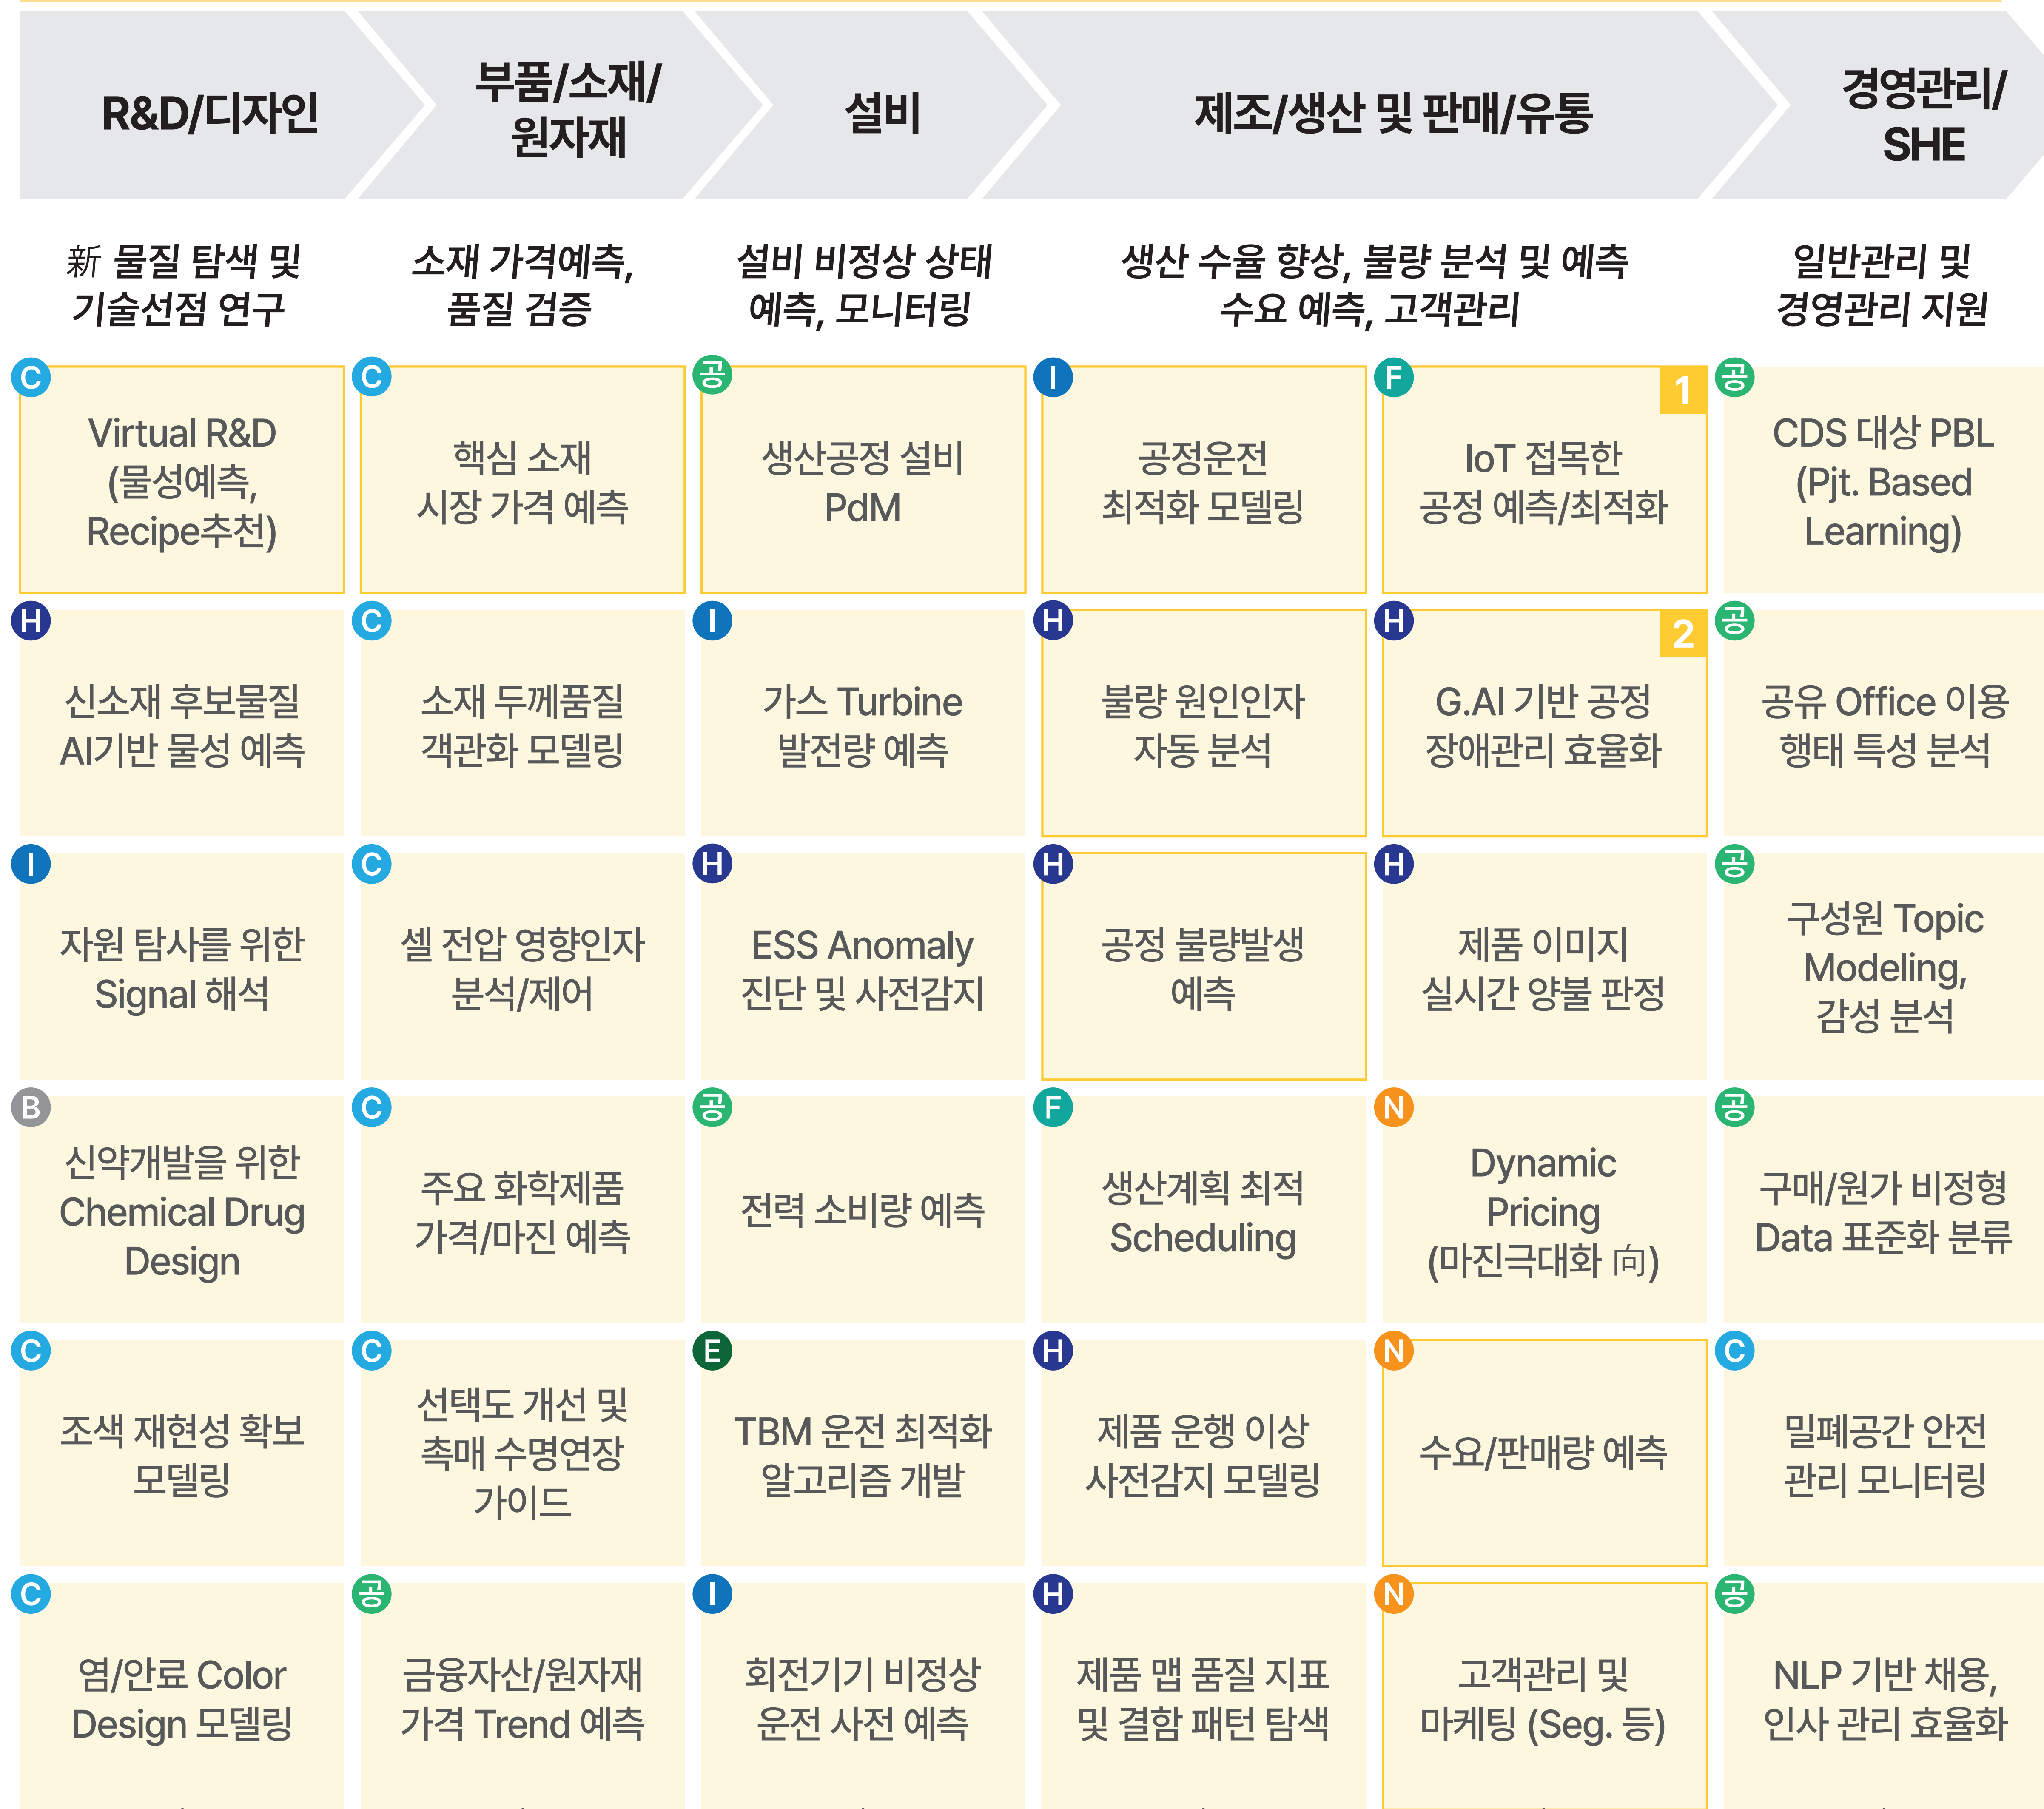 R&D/디자인
부품/소재/
원자재
설비
제조/생산 및 판매/유통
경영관리/
SHE
新 물질 탐색 및
기술선점 연구
소재 가격예측,
품질 검증
설비 비정상 상태
예측, 모니터링
생산 수율 향상, 불량 분석 및 예측
수요 예측, 고객관리
일반관리 및
경영관리 지원
C
Virtual R&D
(물성예측,
Recipe추천)
C
핵심 소재
시장 가격 예측
공
생산공정 설비
PdM
I
공정운전
최적화 모델링
F
1
IoT 접목한
공정 예측/최적화
공
CDS 대상 PBL
(Pjt. Based
Learning)
H
신소재 후보물질
AI기반 물성 예측
C
소재 두께품질
객관화 모델링
I
가스 Turbine
발전량 예측
H
불량 원인인자
자동 분석
H
2
G.AI 기반 공정
장애관리 효율화
공
공유 Office 이용
행태 특성 분석
I
자원 탐사를 위한
Signal 해석
C
셀 전압 영향인자
분석/제어
H
ESS Anomaly
진단 및 사전감지
H
공정 불량발생
예측
H
제품 이미지
실시간 양불 판정
공
구성원 Topic
Modeling,
감성 분석
B
신약개발을 위한
Chemical Drug
Design
C
주요 화학제품
가격/마진 예측
공
전력 소비량 예측
F
생산계획 최적
Scheduling
N
Dynamic
Pricing
(마진극대화 向)
공
구매/원가 비정형
Data 표준화 분류
C
조색 재현성 확보
모델링
C
선택도 개선 및
촉매 수명연장
가이드
E
TBM 운전 최적화
알고리즘 개발
H
제품 운행 이상
사전감지 모델링
N
수요/판매량 예측
C
밀폐공간 안전
관리 모니터링
C
염/안료 Color
Design 모델링
공
금융자산/원자재
가격 Trend 예측
I
회전기기 비정상
운전 사전 예측
H
제품 맵 품질 지표
및 결함 패턴 탐색
N
고객관리 및
마케팅 (Seg. 등)
공
NLP 기반 채용,
인사 관리 효율화